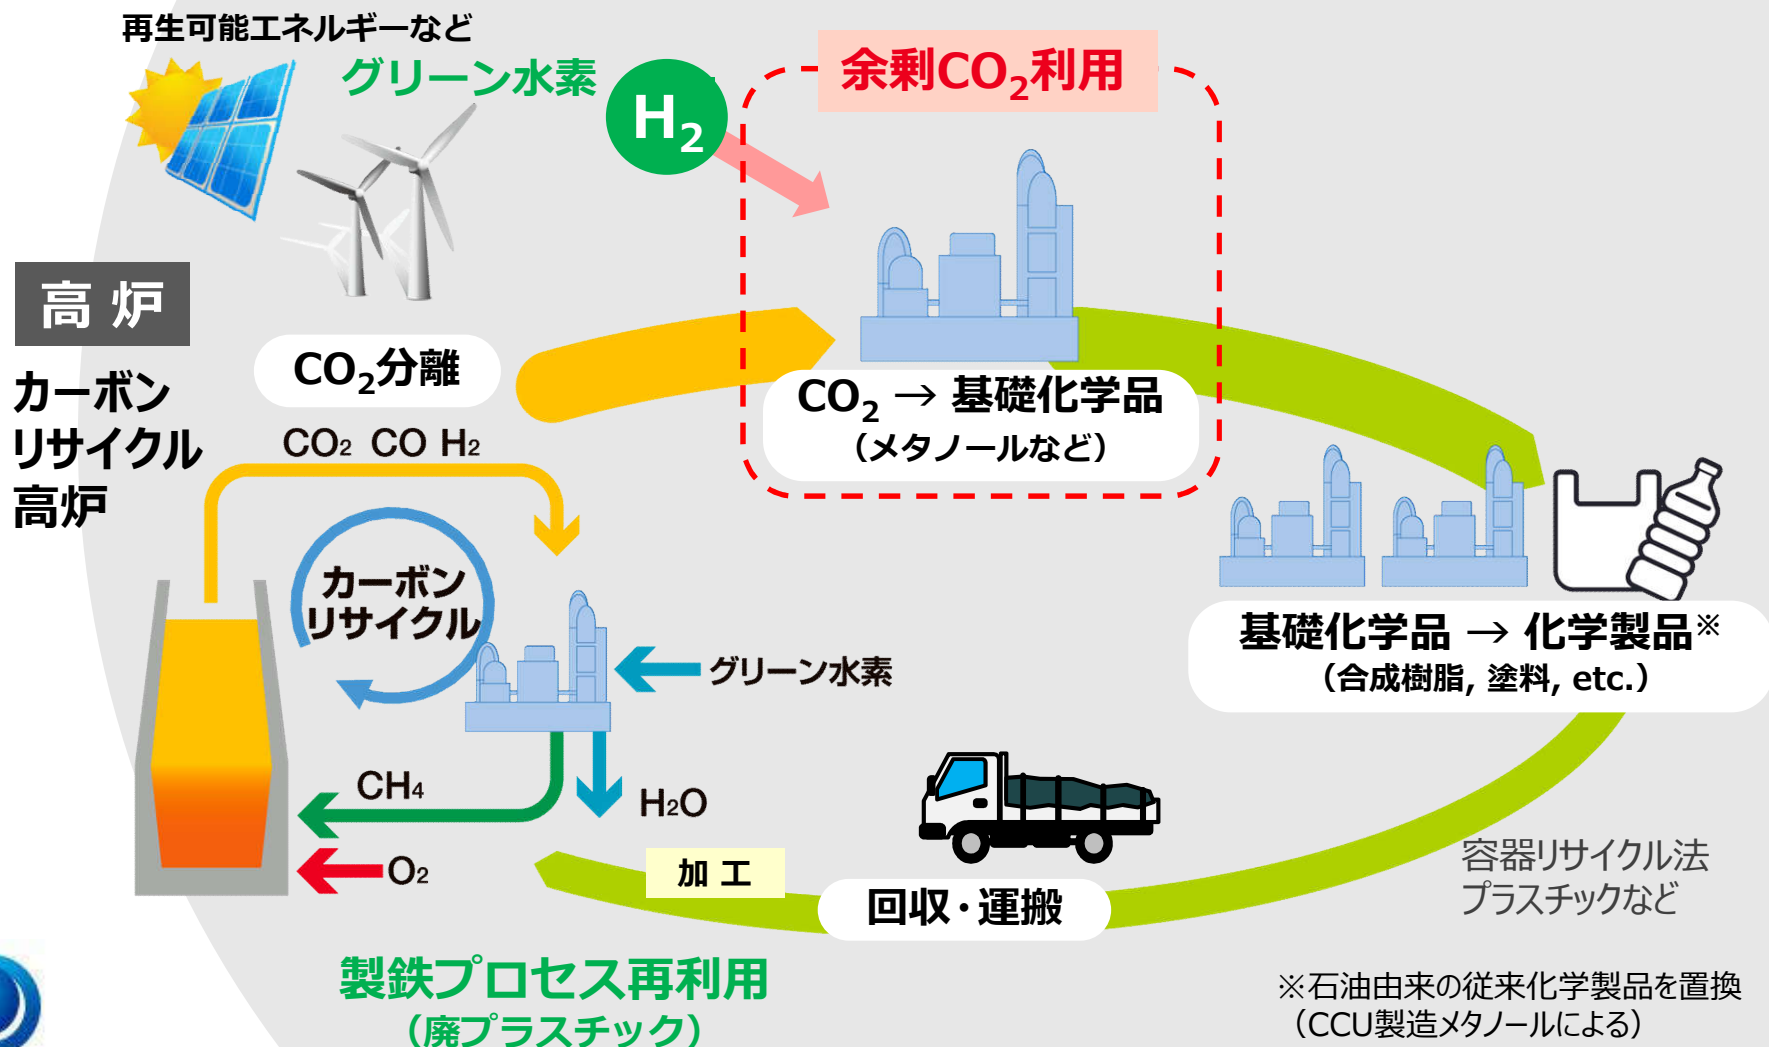 再生可能エネルギーなど
グリーン水素
H₂
余剰CO₂利用
高 炉
カーボン
リサイクル
高炉
CO₂分離
CO₂ CO H₂
CO₂ → 基礎化学品
（メタノールなど）
カーボン
リサイクル
グリーン水素
基礎化学品 → 化学製品※
（合成樹脂, 塗料, etc.）
CH₄
H₂O
O₂
加 工
回収・運搬
容器リサイクル法
プラスチックなど
製鉄プロセス再利用
（廃プラスチック）
※石油由来の従来化学製品を置換
（CCU製造メタノールによる）